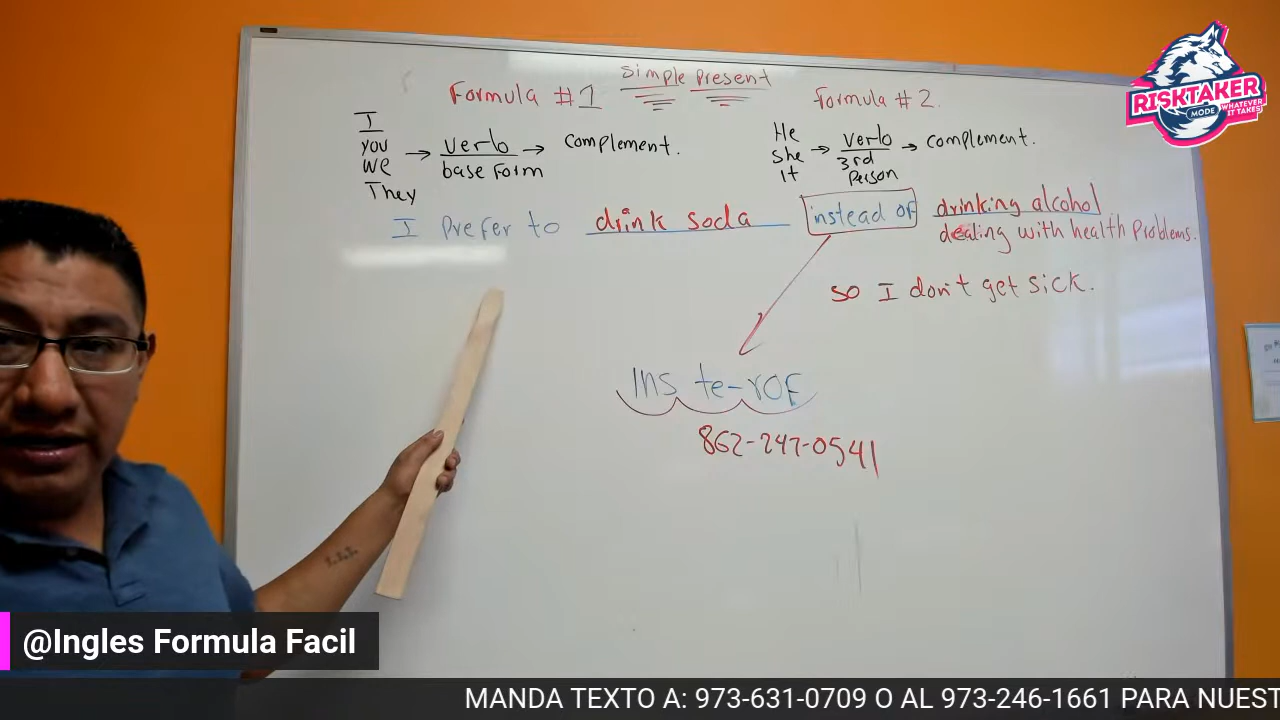 simple present
Formula #1
Formula #2.
I
you
We
They
verb
base Form
complement.
He
she
it
verb
3rd
Person
complement.
I prefer to drink soda instead of drinking alcohol
dealing with health problems.
so I don't get sick.
Ins te-rOF
862-247-0541
RISKTAKER
MODE
WHATEVER
IT TAKES
@Ingles Formula Facil
MANDA TEXTO A: 973-631-0709 O AL 973-246-1661 PARA NUEST